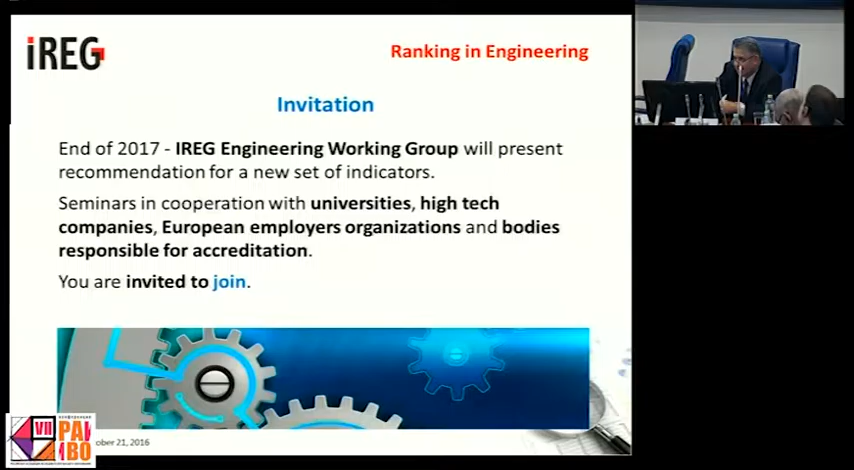 iREG
Ranking in Engineering
Invitation
End of 2017 - IREG Engineering Working Group will present
recommendation for a new set of indicators.
Seminars in cooperation with universities, high tech
companies, European employers organizations and bodies
responsible for accreditation.
You are invited to join.
конференция
VII
ober 21, 2016